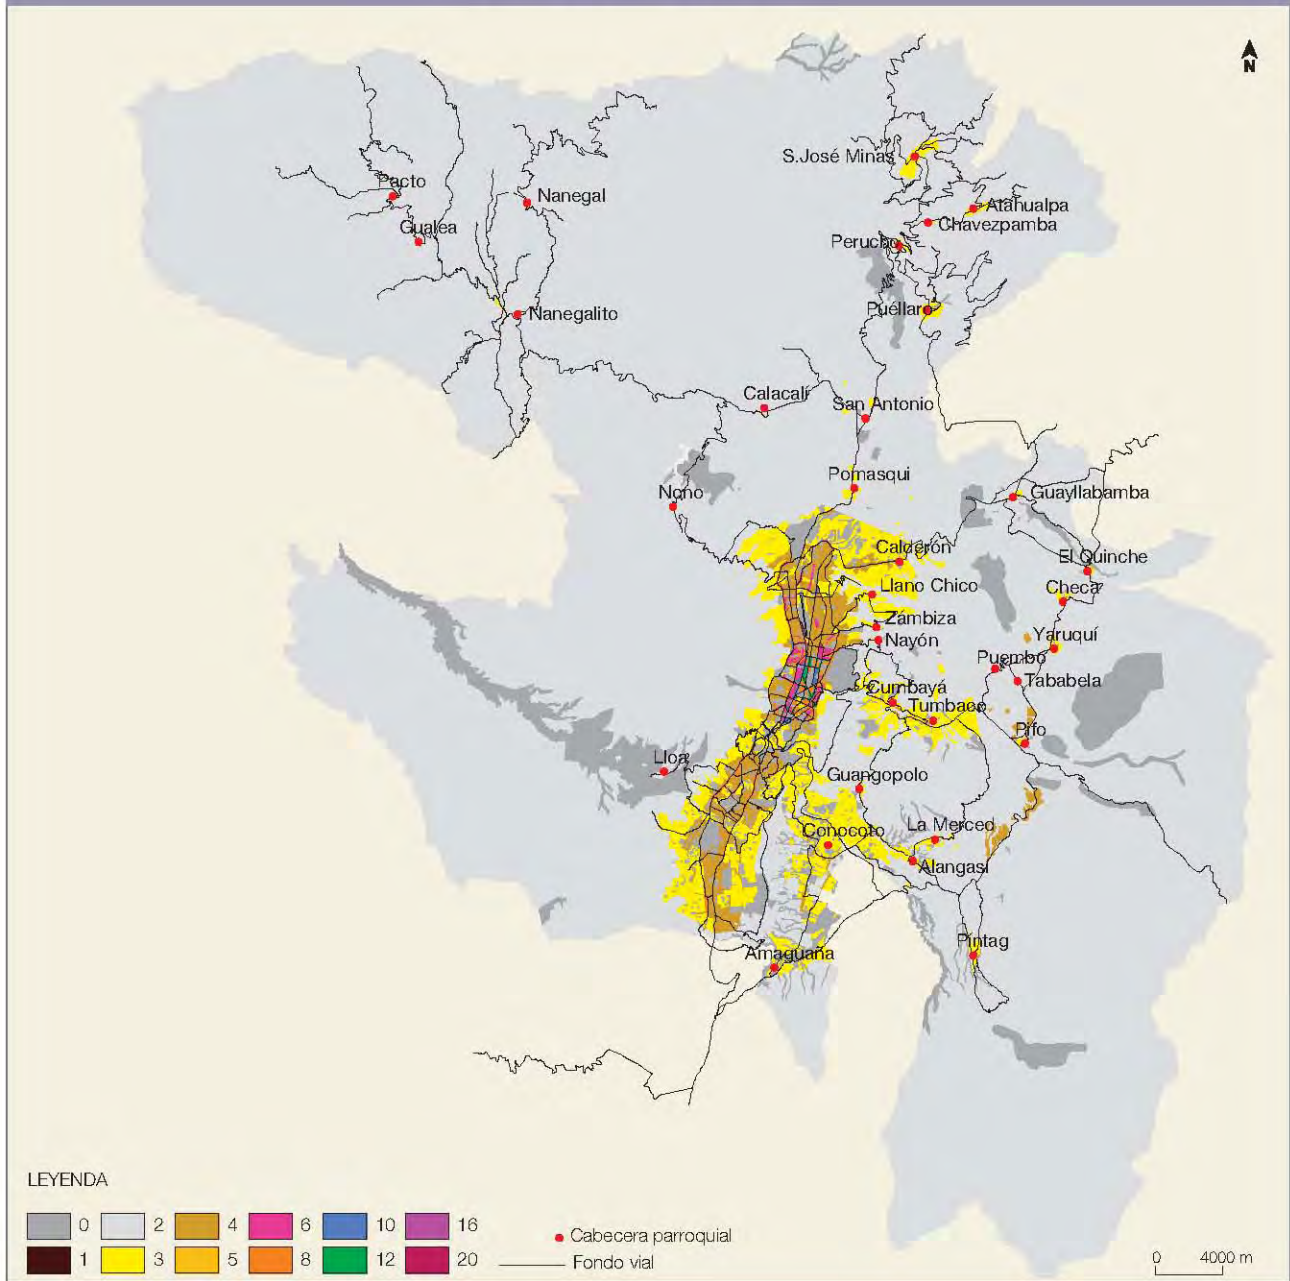 N
S.José Minas
Pacto
Nanegal
Atahualpa
Chavezpamba
Gualea
Perucho
Puéllaro
Nanegalito
Calacalí
San Antonio
Pomasqui
Nono
Guayllabamba
Calderón
El Quinche
Llano Chico
Checa
Zámbiza
Yaruquí
Nayón
Puembo
Tababela
Cumbayá
Tumbaco
Pifo
Lloa
Guangopolo
La Merced
Conocoto
Alangasí
Pintag
Amaguaña
LEYENDA
0 2 4 6 10 16
1 3 5 8 12 20
Cabecera parroquial
Fondo vial
0 4000 m